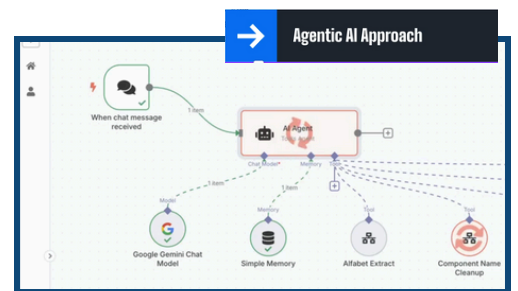 Agentic AI Approach
When chat message
received
1 item
AI Agent
Chat Model*
Memory
Tool
1 item
1 item
Model
Memory
Tool
Tool
Google Gemini Chat
Model
Simple Memory
Alfabet Extract
Component Name
Cleanup